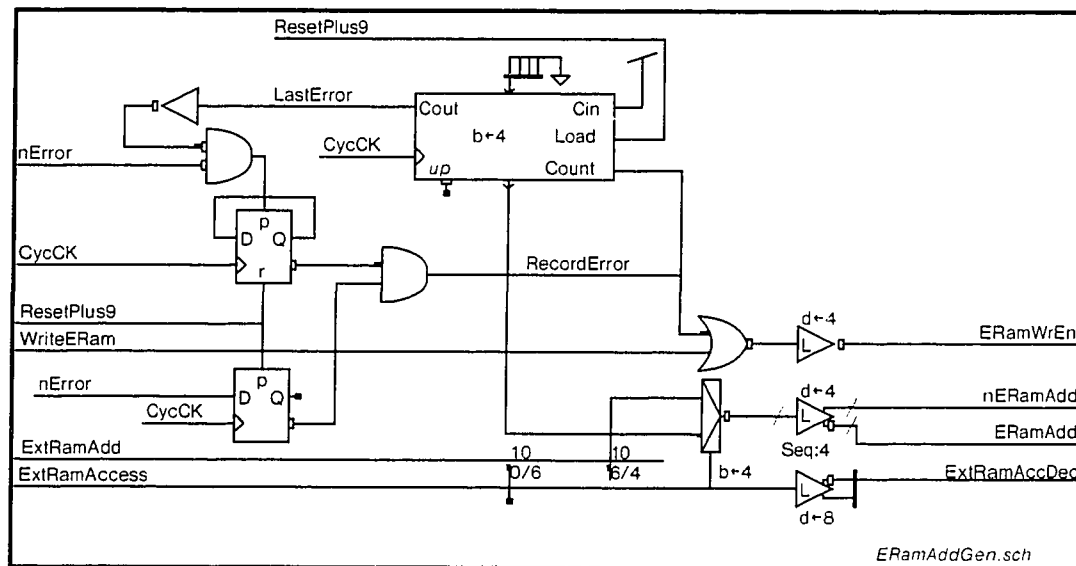 ResetPlus9
LastError
Cout
Cin
b←4
Load
CycCK
up
Count
nError
p
D
Q
CycCK
r
RecordError
ResetPlus9
WriteERam
d←4
L
ERamWrEn
p
nError
D
Q
CycCK
d←4
L
nERamAdd
ERamAdd
Seq:4
ExtRamAdd
10
0/6
10
6/4
ExtRamAccess
b←4
L
ExtRamAccDec
d←8
ERamAddGen.sch